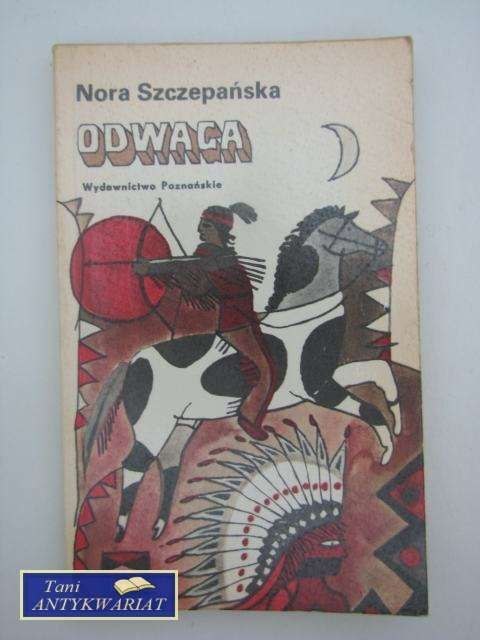 Nora Szczepańska
ODWAGA
Wydawnictwo Poznańskie
Tani
ANTYKWARIAT